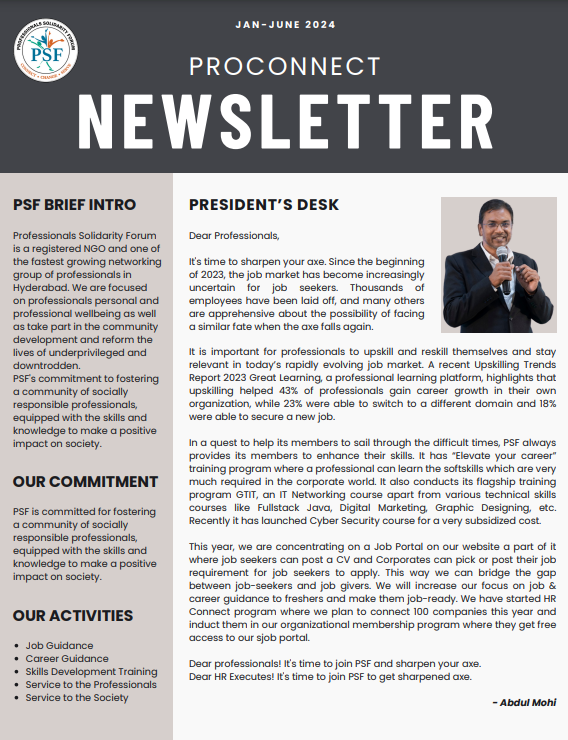 JAN-JUNE 2024
PROFESSIONALS SOLIDARITY FORUM
PSF
CONNECT • CHANGE • SERVE
PROCONNECT
NEWSLETTER
PSF BRIEF INTRO
Professionals Solidarity Forum
is a registered NGO and one of
the fastest growing networking
group of professionals in
Hyderabad. We are focused
on professionals personal and
professional wellbeing as well
as take part in the community
development and reform the
lives of underprivileged and
downtrodden.
PSF's commitment to fostering
a community of socially
responsible professionals,
equipped with the skills and
knowledge to make a positive
impact on society.
OUR COMMITMENT
PSF is committed for fostering
a community of socially
responsible professionals,
equipped with the skills and
knowledge to make a positive
impact on society.
OUR ACTIVITIES
• Job Guidance
• Career Guidance
• Skills Development Training
• Service to the Professionals
• Service to the Society
PRESIDENT'S DESK
Dear Professionals,
It's time to sharpen your axe. Since the beginning
of 2023, the job market has become increasingly
uncertain for job seekers. Thousands of
employees have been laid off, and many others
are apprehensive about the possibility of facing
a similar fate when the axe falls again.
It is important for professionals to upskill and reskill themselves and stay
relevant in today's rapidly evolving job market. A recent Upskilling Trends
Report 2023 Great Learning, a professional learning platform, highlights that
upskilling helped 43% of professionals gain career growth in their own
organization, while 23% were able to switch to a different domain and 18%
were able to secure a new job.
In a quest to help its members to sail through the difficult times, PSF always
provides its members to enhance their skills. It has "Elevate your career"
training program where a professional can learn the softskills which are very
much required in the corporate world. It also conducts its flagship training
program GTIT, an IT Networking course apart from various technical skills
courses like Fullstack Java, Digital Marketing, Graphic Designing, etc.
Recently it has launched Cyber Security course for a very subsidized cost.
This year, we are concentrating on a Job Portal on our website a part of it
where job seekers can post a CV and Corporates can pick or post their job
requirement for job seekers to apply. This way we can bridge the gap
between job-seekers and job givers. We will increase our focus on job &
career guidance to freshers and make them job-ready. We have started HR
Connect program where we plan to connect 100 companies this year and
induct them in our organizational membership program where they get free
access to our sjob portal.
Dear professionals! It's time to join PSF and sharpen your axe.
Dear HR Executes! It's time to join PSF to get sharpened axe.
- Abdul Mohi